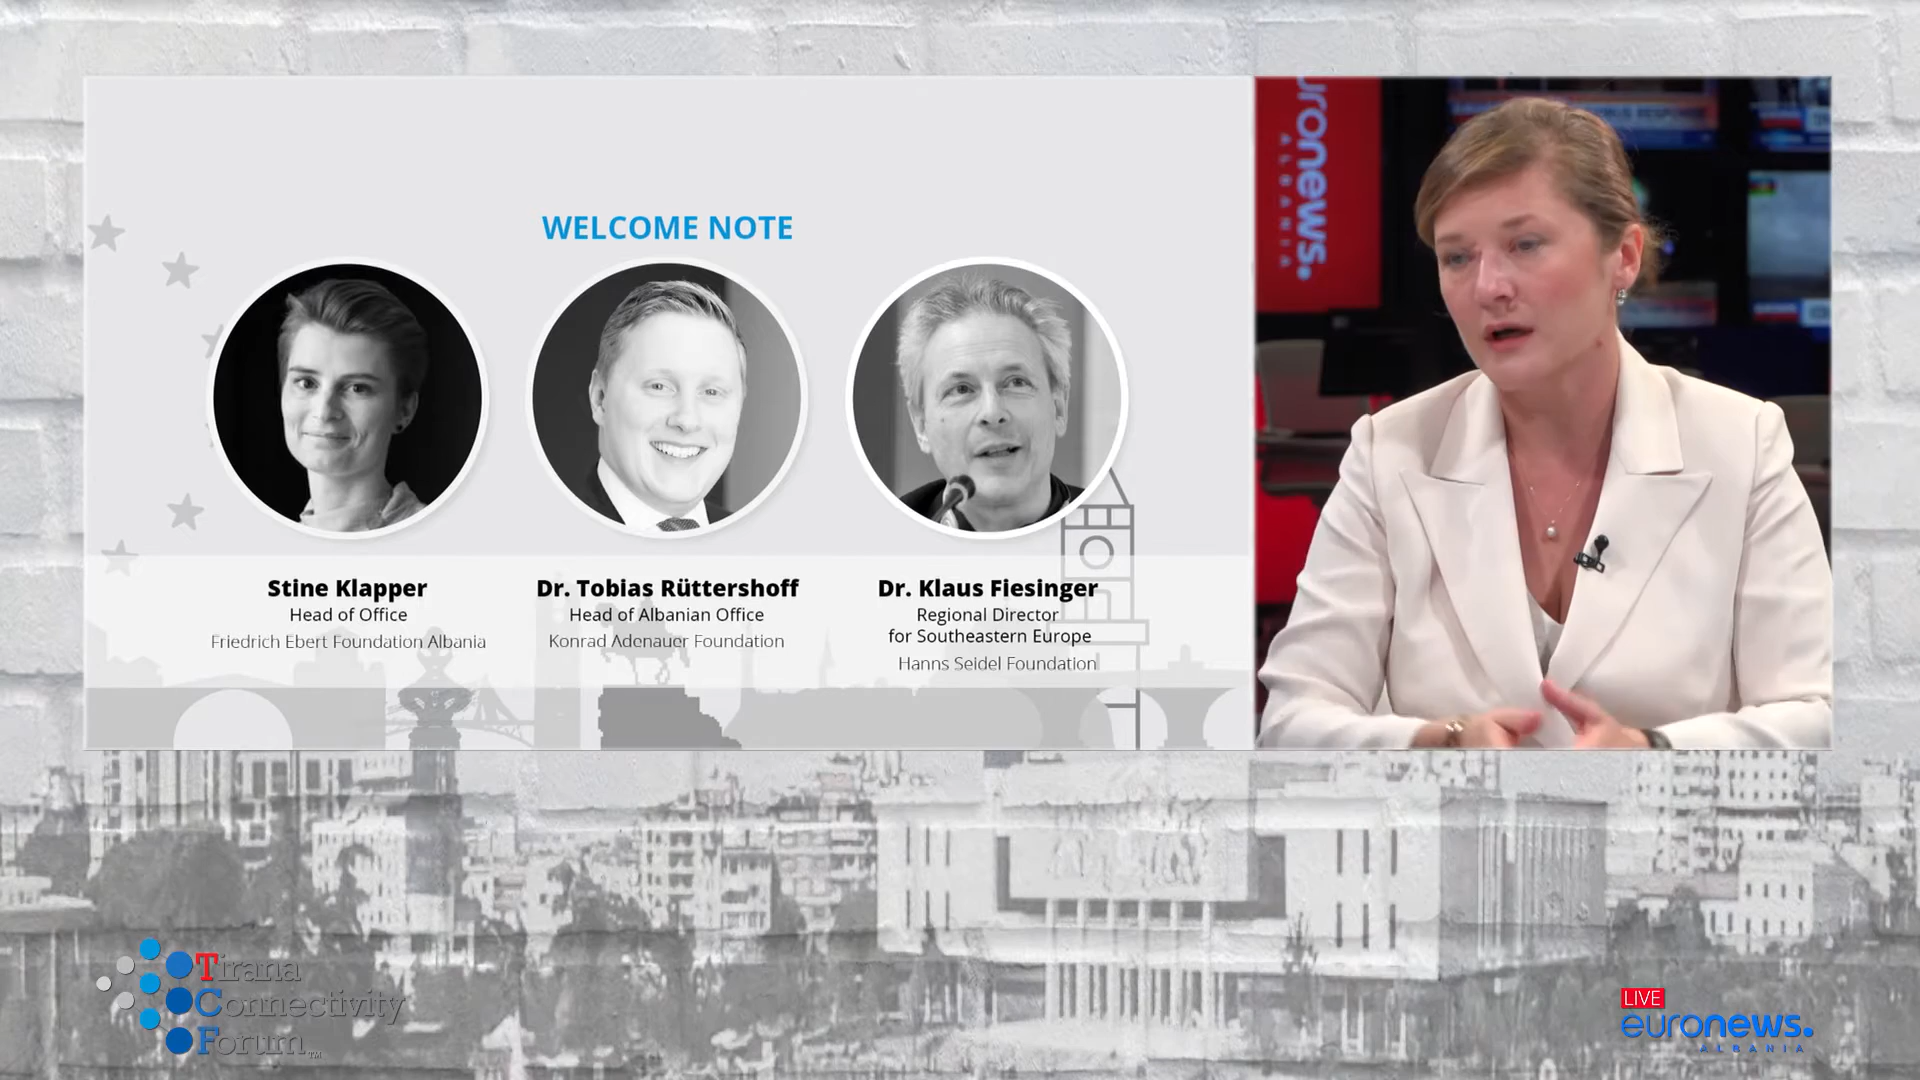 WELCOME NOTE
Stine Klapper
Head of Office
Friedrich Ebert Foundation Albania
Dr. Tobias Rüttershoff
Head of Albanian Office
Konrad Adenauer Foundation
Dr. Klaus Fiesinger
Regional Director
for Southeastern Europe
Hanns Seidel Foundation
uronews.
ALBANIA
Tirana
Connectivity
Forum™
LIVE
euronews.
ALBANIA